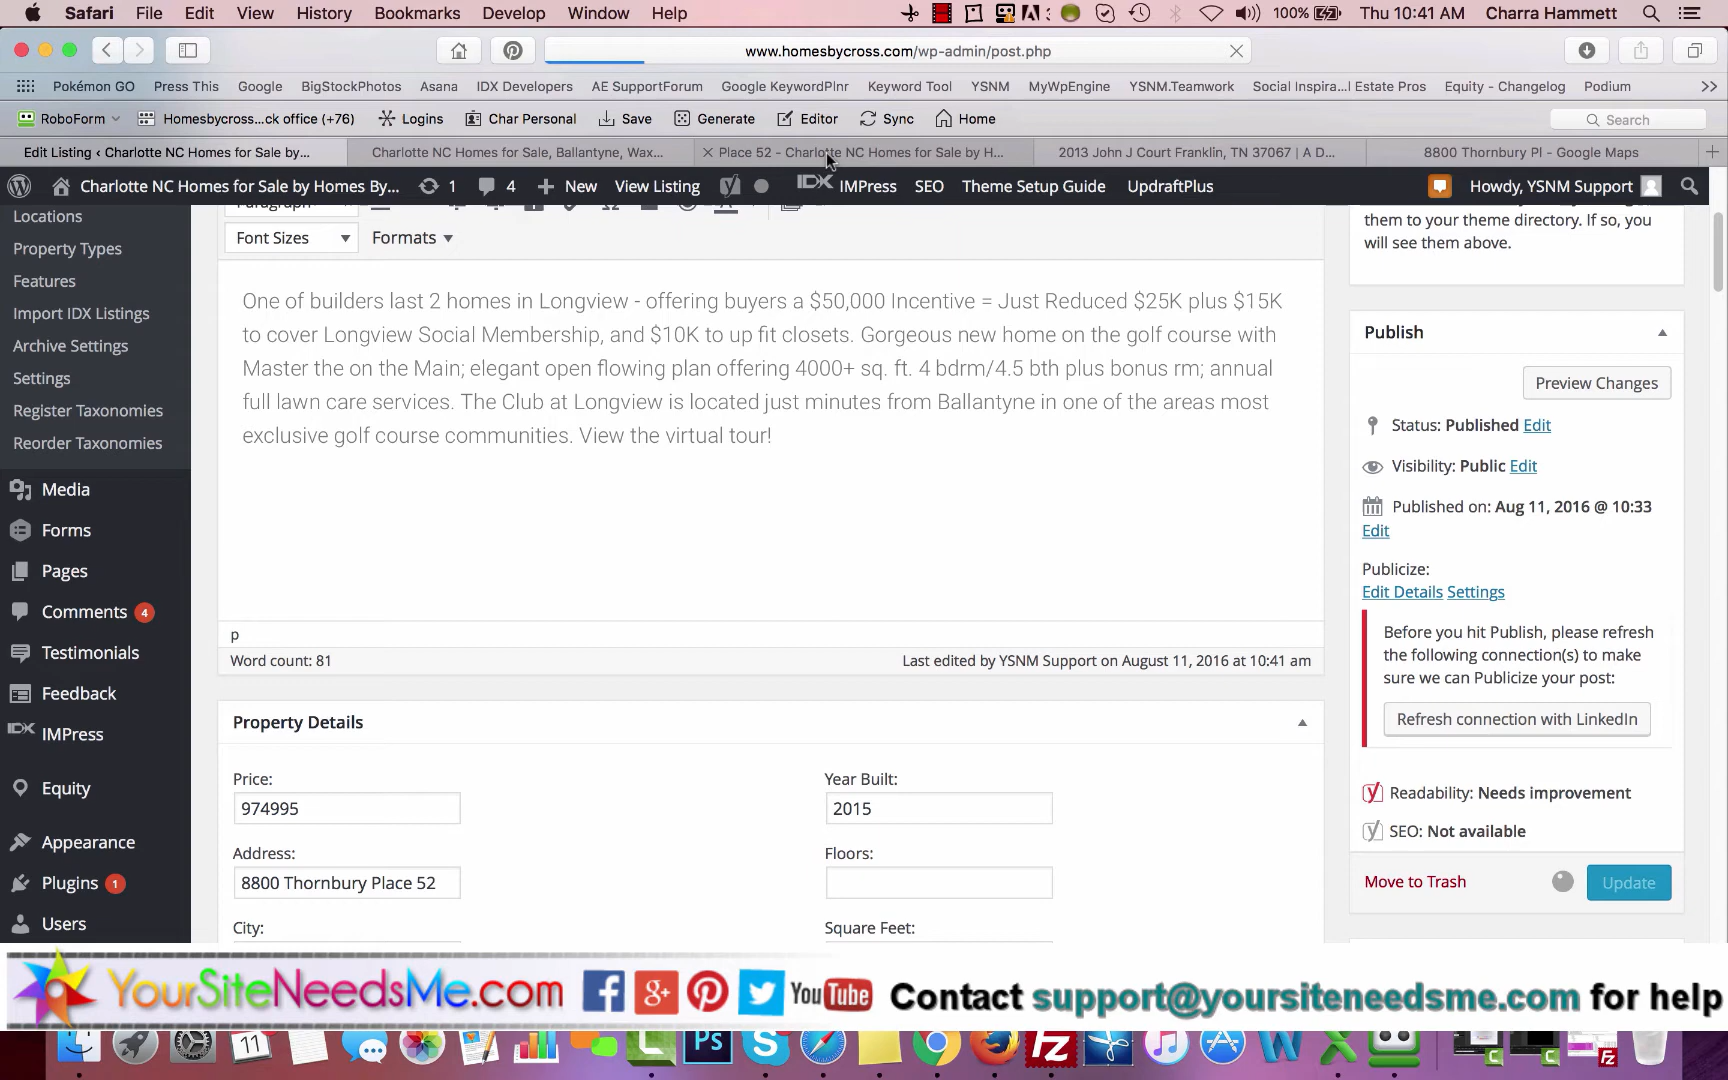 Safari File Edit View History Bookmarks Develop Window Help 100% Thu 10:41 AM Charra Hammett
www.homesbycross.com/wp-admin/post.php
Pokémon GO Press This Google BigStockPhotos Asana IDX Developers AE SupportForum Google KeywordPlnr Keyword Tool YSNM MyWpEngine YSNM.Teamwork Social Inspira...l Estate Pros Equity - Changelog Podium
RoboForm Homesbycross...ck office (+76) Logins Char Personal Save Generate Editor Sync Home Search
Edit Listing ‹ Charlotte NC Homes for Sale by... Charlotte NC Homes for Sale, Ballantyne, Wax... Place 52 - Charlotte NC Homes for Sale by H... 2013 John J Court Franklin, TN 37067 | A D... 8800 Thornbury Pl - Google Maps
Charlotte NC Homes for Sale by Homes By... 1 4 New View Listing IDX IMPress SEO Theme Setup Guide UpdraftPlus Howdy, YSNM Support
Locations
Property Types
Features
Import IDX Listings
Archive Settings
Settings
Register Taxonomies
Reorder Taxonomies
Media
Forms
Pages
Comments 4
Testimonials
Feedback
IDX IMPress
Equity
Appearance
Plugins 1
Users
Paragraph
Font Sizes Formats
One of builders last 2 homes in Longview - offering buyers a $50,000 Incentive = Just Reduced $25K plus $15K
to cover Longview Social Membership, and $10K to up fit closets. Gorgeous new home on the golf course with
Master the on the Main; elegant open flowing plan offering 4000+ sq. ft. 4 bdrm/4.5 bth plus bonus rm; annual
full lawn care services. The Club at Longview is located just minutes from Ballantyne in one of the areas most
exclusive golf course communities. View the virtual tour!
p
Word count: 81 Last edited by YSNM Support on August 11, 2016 at 10:41 am
Property Details
Price: Year Built:
974995 2015
Address: Floors:
8800 Thornbury Place 52
City: Square Feet:
them to your theme directory. If so, you
will see them above.
Publish
Preview Changes
Status: Published Edit
Visibility: Public Edit
Published on: Aug 11, 2016 @ 10:33
Edit
Publicize:
Edit Details Settings
Before you hit Publish, please refresh
the following connection(s) to make
sure we can Publicize your post:
Refresh connection with LinkedIn
Readability: Needs improvement
SEO: Not available
Move to Trash Update
YourSiteNeedsMe.com f g+ YouTube Contact support@yoursiteneedsme.com for help
11 Ps S Fz W X C C Fz